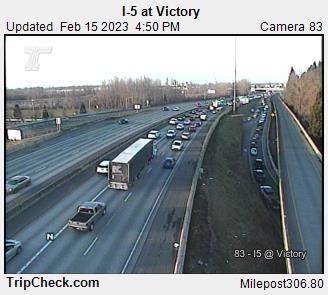 I-5 at Victory
Updated Feb 15 2023 4:50 PM Camera 83
T
N
83 - I5 @ Victory
TripCheck.com Milepost306.80